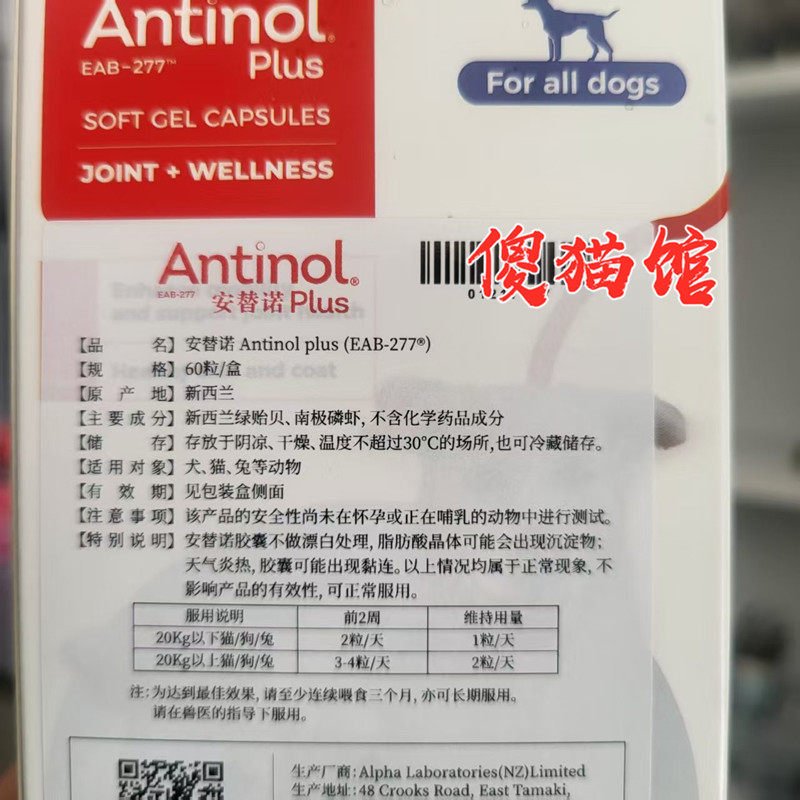 Antinol®
EAB-277™ Plus
For all dogs
SOFT GEL CAPSULES
JOINT + WELLNESS
傻猫馆
Antinol®
EAB-277 安替诺 Plus
and support joint health
and coat
【品名】安替诺 Antinol plus (EAB-277®)
【规格】60粒/盒
【原产地】新西兰
【主要成分】新西兰绿贻贝、南极磷虾, 不含化学药品成分
【储存】存放于阴凉、干燥、温度不超过30°C的场所, 也可冷藏储存。
【适用对象】犬、猫、兔等动物
【有效期】见包装盒侧面
【注意事项】该产品的安全性尚未在怀孕或正在哺乳的动物中进行测试。
【特别说明】安替诺胶囊不做漂白处理, 脂肪酸晶体可能会出现沉淀物;
天气炎热, 胶囊可能出现黏连。以上情况均属于正常现象, 不
影响产品的有效性, 可正常服用。
服用说明 前2周 维持用量
20Kg以下猫/狗/兔 2粒/天 1粒/天
20Kg以上猫/狗/兔 3-4粒/天 2粒/天
注: 为达到最佳效果, 请至少连续喂食三个月, 亦可长期服用。
请在兽医的指导下服用。
生产厂商: Alpha Laboratories(NZ)Limited
生产地址: 48 Crooks Road, East Tamaki,